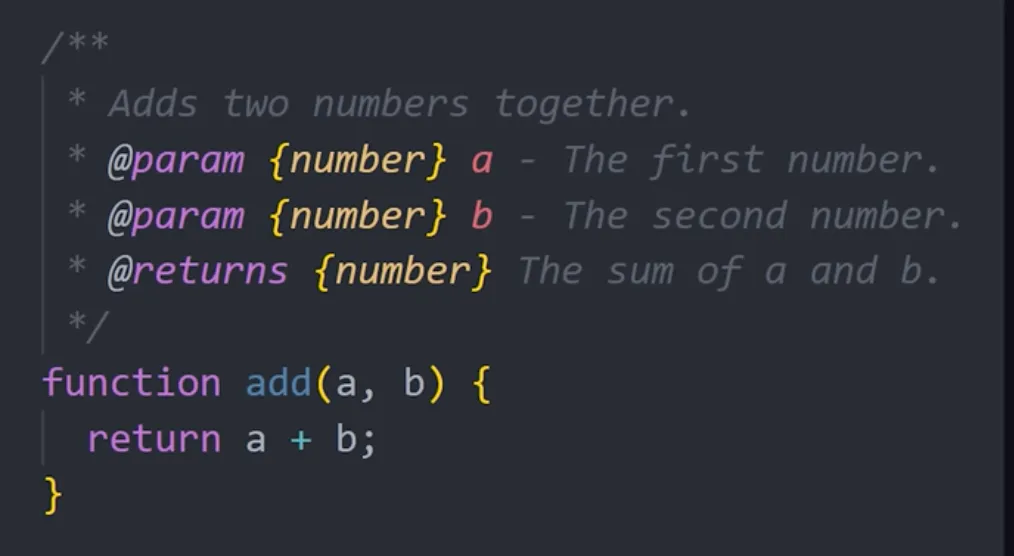 /**
 * Adds two numbers together.
 * @param {number} a - The first number.
 * @param {number} b - The second number.
 * @returns {number} The sum of a and b.
 */
function add(a, b) {
  return a + b;
}